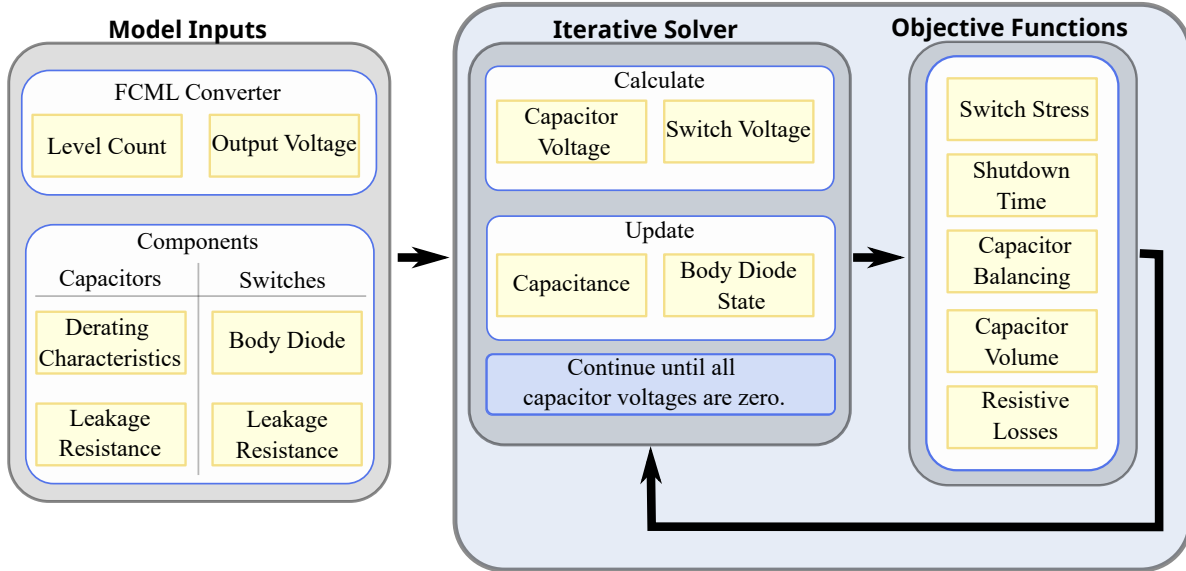 Model Inputs
FCML Converter
Level Count
Output Voltage
Components
Capacitors
Switches
Derating
Characteristics
Body Diode
Leakage
Resistance
Leakage
Resistance
Iterative Solver
Calculate
Capacitor
Voltage
Switch Voltage
Update
Capacitance
Body Diode
State
Continue until all
capacitor voltages are zero.
Objective Functions
Switch Stress
Shutdown
Time
Capacitor
Balancing
Capacitor
Volume
Resistive
Losses